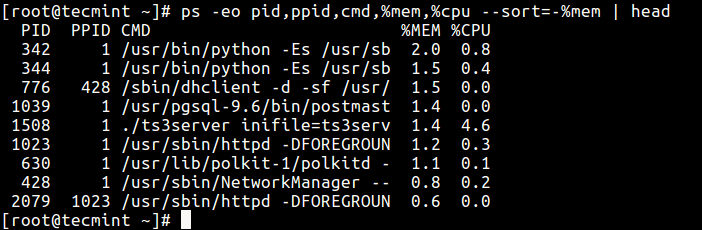 [root@tecmint ~]# ps -eo pid,ppid,cmd,%mem,%cpu --sort=-%mem | head
  PID  PPID CMD                         %MEM %CPU
  342     1 /usr/bin/python -Es /usr/sb  2.0  0.8
  344     1 /usr/bin/python -Es /usr/sb  1.5  0.4
  776   428 /sbin/dhclient -d -sf /usr/  1.5  0.0
 1039     1 /usr/pgsql-9.6/bin/postmast  1.4  0.0
 1508     1 ./ts3server inifile=ts3serv  1.4  4.6
 1023     1 /usr/sbin/httpd -DFOREGROUN  1.2  0.3
  630     1 /usr/lib/polkit-1/polkitd -  1.1  0.1
  428     1 /usr/sbin/NetworkManager --  0.8  0.2
 2079  1023 /usr/sbin/httpd -DFOREGROUN  0.6  0.0
[root@tecmint ~]#